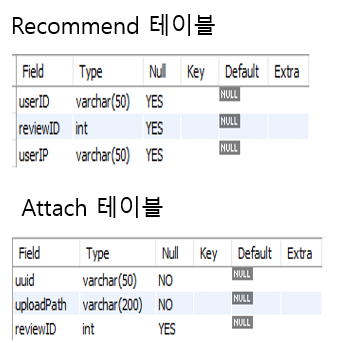 Recommend 테이블
Field Type Null Key Default Extra
userID varchar(50) YES NULL
reviewID int YES NULL
userIP varchar(50) YES NULL
Attach 테이블
Field Type Null Key Default Extra
uuid varchar(50) NO NULL
uploadPath varchar(200) NO NULL
reviewID int YES NULL